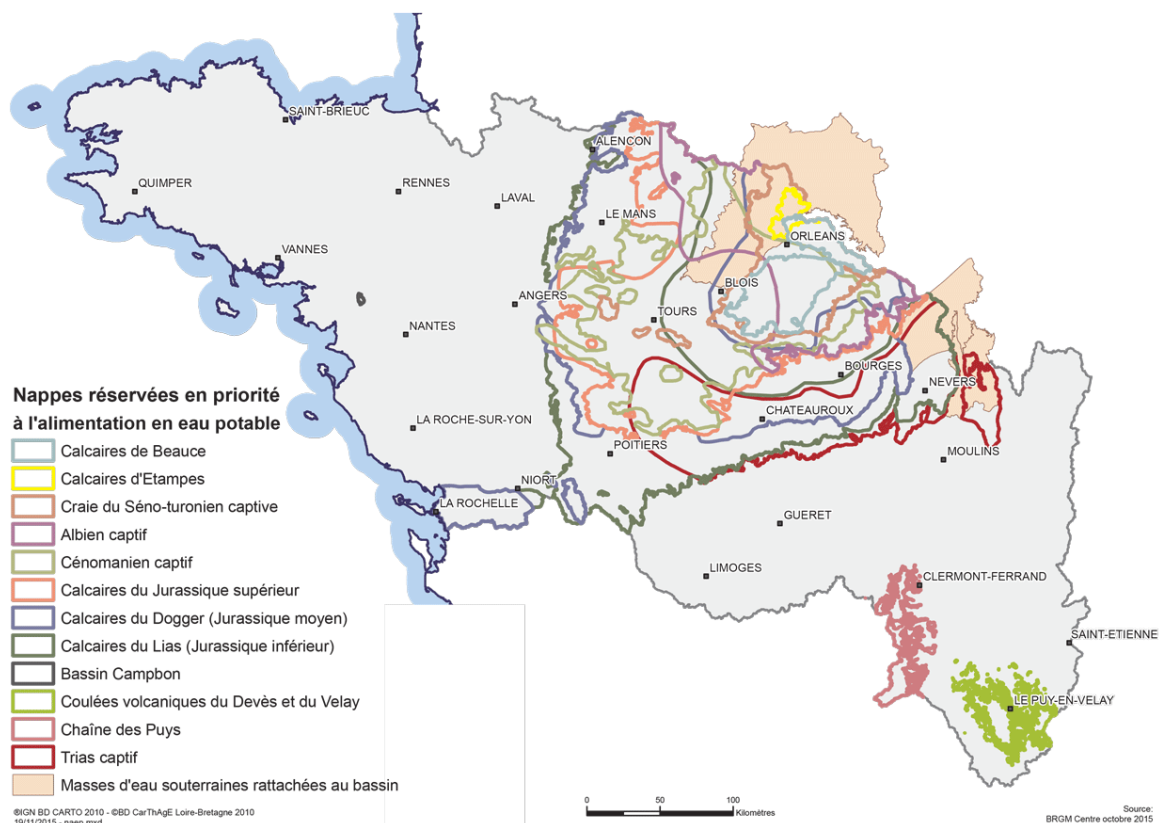 SAINT-BRIEUC
ALENCON
QUIMPER
RENNES
LAVAL
LE MANS
ORLEANS
VANNES
BLOIS
ANGERS
TOURS
NANTES
BOURGES
NEVERS
LA ROCHE-SUR-YON
CHATEAUROUX
POITIERS
MOULINS
NIORT
LA ROCHELLE
GUERET
LIMOGES
CLERMONT-FERRAND
SAINT-ETIENNE
LE PUY-EN-VELAY
Nappes réservées en priorité
à l'alimentation en eau potable
Calcaires de Beauce
Calcaires d'Etampes
Craie du Séno-turonien captive
Albien captif
Cénomanien captif
Calcaires du Jurassique supérieur
Calcaires du Dogger (Jurassique moyen)
Calcaires du Lias (Jurassique inférieur)
Bassin Campbon
Coulées volcaniques du Devès et du Velay
Chaîne des Puys
Trias captif
Masses d'eau souterraines rattachées au bassin
®IGN BD CARTO 2010 - ©BD CarThAgE Loire-Bretagne 2010
19/11/2015 - naep.mxd
0 50 100
Kilomètres
Source:
BRGM Centre octobre 2015